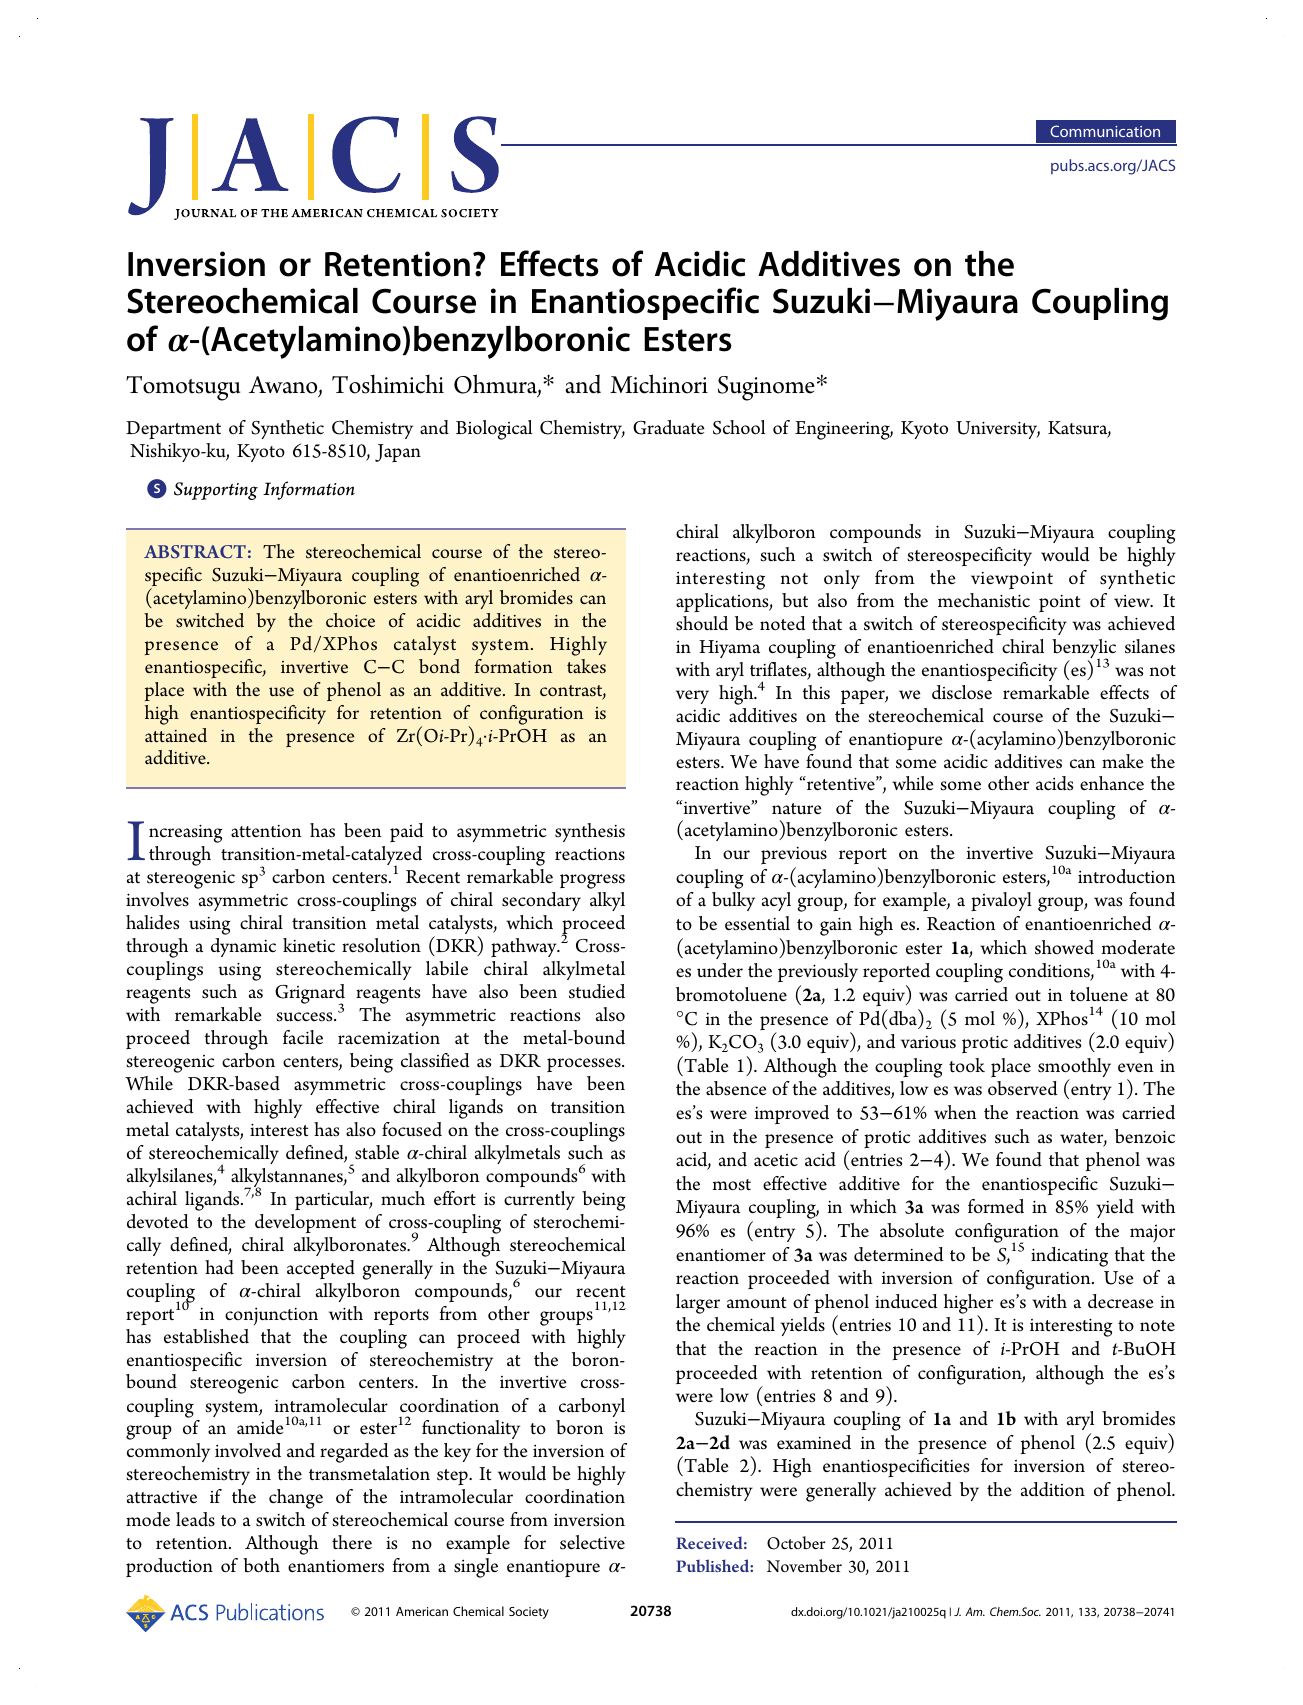 J|A|C|S
JOURNAL OF THE AMERICAN CHEMICAL SOCIETY
Communication
pubs.acs.org/JACS
Inversion or Retention? Effects of Acidic Additives on the
Stereochemical Course in Enantiospecific Suzuki−Miyaura Coupling
of α-(Acetylamino)benzylboronic Esters
Tomotsugu Awano, Toshimichi Ohmura,* and Michinori Suginome*
Department of Synthetic Chemistry and Biological Chemistry, Graduate School of Engineering, Kyoto University, Katsura,
Nishikyo-ku, Kyoto 615-8510, Japan
S Supporting Information
ABSTRACT: The stereochemical course of the stereo-
specific Suzuki−Miyaura coupling of enantioenriched α-
(acetylamino)benzylboronic esters with aryl bromides can
be switched by the choice of acidic additives in the
presence of a Pd/XPhos catalyst system. Highly
enantiospecific, invertive C−C bond formation takes
place with the use of phenol as an additive. In contrast,
high enantiospecificity for retention of configuration is
attained in the presence of Zr(Oi-Pr)₄·i-PrOH as an
additive.
Increasing attention has been paid to asymmetric synthesis
through transition-metal-catalyzed cross-coupling reactions
at stereogenic sp³ carbon centers.¹ Recent remarkable progress
involves asymmetric cross-couplings of chiral secondary alkyl
halides using chiral transition metal catalysts, which proceed
through a dynamic kinetic resolution (DKR) pathway.² Cross-
couplings using stereochemically labile chiral alkylmetal
reagents such as Grignard reagents have also been studied
with remarkable success.³ The asymmetric reactions also
proceed through facile racemization at the metal-bound
stereogenic carbon centers, being classified as DKR processes.
While DKR-based asymmetric cross-couplings have been
achieved with highly effective chiral ligands on transition
metal catalysts, interest has also focused on the cross-couplings
of stereochemically defined, stable α-chiral alkylmetals such as
alkylsilanes,⁴ alkylstannanes,⁵ and alkylboron compounds⁶ with
achiral ligands.⁷,⁸ In particular, much effort is currently being
devoted to the development of cross-coupling of sterochemi-
cally defined, chiral alkylboronates.⁹ Although stereochemical
retention had been accepted generally in the Suzuki−Miyaura
coupling of α-chiral alkylboron compounds,⁶ our recent
report¹⁰ in conjunction with reports from other groups¹¹,¹²
has established that the coupling can proceed with highly
enantiospecific inversion of stereochemistry at the boron-
bound stereogenic carbon centers. In the invertive cross-
coupling system, intramolecular coordination of a carbonyl
group of an amide¹⁰ᵃ,¹¹ or ester¹² functionality to boron is
commonly involved and regarded as the key for the inversion of
stereochemistry in the transmetalation step. It would be highly
attractive if the change of the intramolecular coordination
mode leads to a switch of stereochemical course from inversion
to retention. Although there is no example for selective
production of both enantiomers from a single enantiopure α-
chiral alkylboron compounds in Suzuki−Miyaura coupling
reactions, such a switch of stereospecificity would be highly
interesting not only from the viewpoint of synthetic
applications, but also from the mechanistic point of view. It
should be noted that a switch of stereospecificity was achieved
in Hiyama coupling of enantioenriched chiral benzylic silanes
with aryl triflates, although the enantiospecificity (es)¹³ was not
very high.⁴ In this paper, we disclose remarkable effects of
acidic additives on the stereochemical course of the Suzuki−
Miyaura coupling of enantiopure α-(acylamino)benzylboronic
esters. We have found that some acidic additives can make the
reaction highly “retentive”, while some other acids enhance the
“invertive” nature of the Suzuki−Miyaura coupling of α-
(acetylamino)benzylboronic esters.
In our previous report on the invertive Suzuki−Miyaura
coupling of α-(acylamino)benzylboronic esters,¹⁰ᵃ introduction
of a bulky acyl group, for example, a pivaloyl group, was found
to be essential to gain high es. Reaction of enantioenriched α-
(acetylamino)benzylboronic ester 1a, which showed moderate
es under the previously reported coupling conditions,¹⁰ᵃ with 4-
bromotoluene (2a, 1.2 equiv) was carried out in toluene at 80
°C in the presence of Pd(dba)₂ (5 mol %), XPhos¹⁴ (10 mol
%), K₂CO₃ (3.0 equiv), and various protic additives (2.0 equiv)
(Table 1). Although the coupling took place smoothly even in
the absence of the additives, low es was observed (entry 1). The
es’s were improved to 53−61% when the reaction was carried
out in the presence of protic additives such as water, benzoic
acid, and acetic acid (entries 2−4). We found that phenol was
the most effective additive for the enantiospecific Suzuki−
Miyaura coupling, in which 3a was formed in 85% yield with
96% es (entry 5). The absolute configuration of the major
enantiomer of 3a was determined to be S,¹⁵ indicating that the
reaction proceeded with inversion of configuration. Use of a
larger amount of phenol induced higher es’s with a decrease in
the chemical yields (entries 10 and 11). It is interesting to note
that the reaction in the presence of i-PrOH and t-BuOH
proceeded with retention of configuration, although the es’s
were low (entries 8 and 9).
Suzuki−Miyaura coupling of 1a and 1b with aryl bromides
2a−2d was examined in the presence of phenol (2.5 equiv)
(Table 2). High enantiospecificities for inversion of stereo-
chemistry were generally achieved by the addition of phenol.
Received: October 25, 2011
Published: November 30, 2011
ACS Publications
© 2011 American Chemical Society
20738
dx.doi.org/10.1021/ja210025q | J. Am. Chem.Soc. 2011, 133, 20738−20741